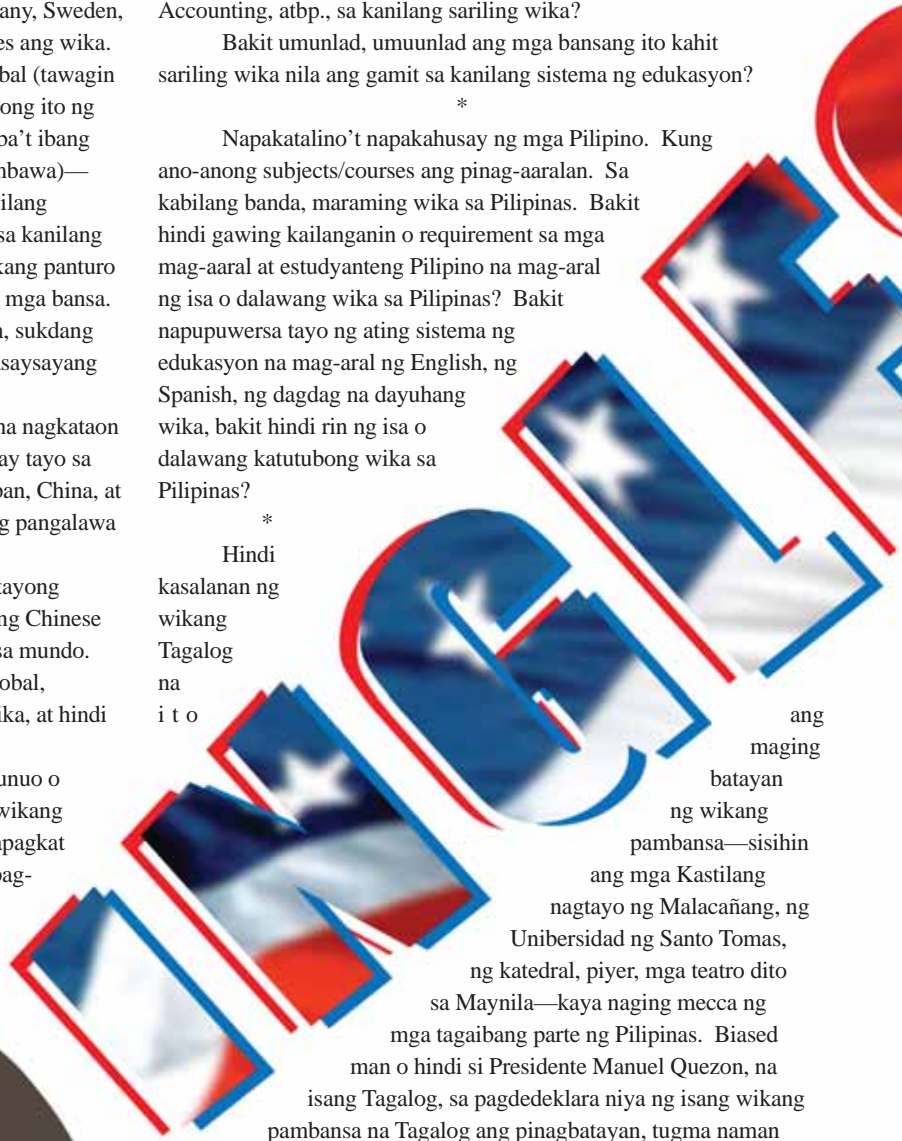 any, Sweden,
es ang wika.
bal (tawagin
ong ito ng
ba't ibang
nbawa)—
ilang
sa kanilang
kang panturo
mga bansa.
n, sukdang
asaysayang
na nagkataon
ay tayo sa
pan, China, at
g pangalawa
tayong
ng Chinese
sa mundo.
obal,
ika, at hindi
unuo o
wikang
apagkat
pag-
Accounting, atbp., sa kanilang sariling wika?
Bakit umunlad, umuunlad ang mga bansang ito kahit
sariling wika nila ang gamit sa kanilang sistema ng edukasyon?
*
Napakatalino't napakahusay ng mga Pilipino. Kung
ano-anong subjects/courses ang pinag-aaralan. Sa
kabilang banda, maraming wika sa Pilipinas. Bakit
hindi gawing kailanganin o requirement sa mga
mag-aaral at estudyanteng Pilipino na mag-aral
ng isa o dalawang wika sa Pilipinas? Bakit
napupuwersa tayo ng ating sistema ng
edukasyon na mag-aral ng English, ng
Spanish, ng dagdag na dayuhang
wika, bakit hindi rin ng isa o
dalawang katutubong wika sa
Pilipinas?
*
Hindi
kasalanan ng
wikang
Tagalog
na
i t o
ang
maging
batayan
ng wikang
pambansa—sisihin
ang mga Kastilang
nagtayo ng Malacañang, ng
Unibersidad ng Santo Tomas,
ng katedral, piyer, mga teatro dito
sa Maynila—kaya naging mecca ng
mga tagaibang parte ng Pilipinas. Biased
man o hindi si Presidente Manuel Quezon, na
isang Tagalog, sa pagdedeklara niya ng isang wikang
pambansa na Tagalog ang pinagbatayan, tugma naman
INGLES